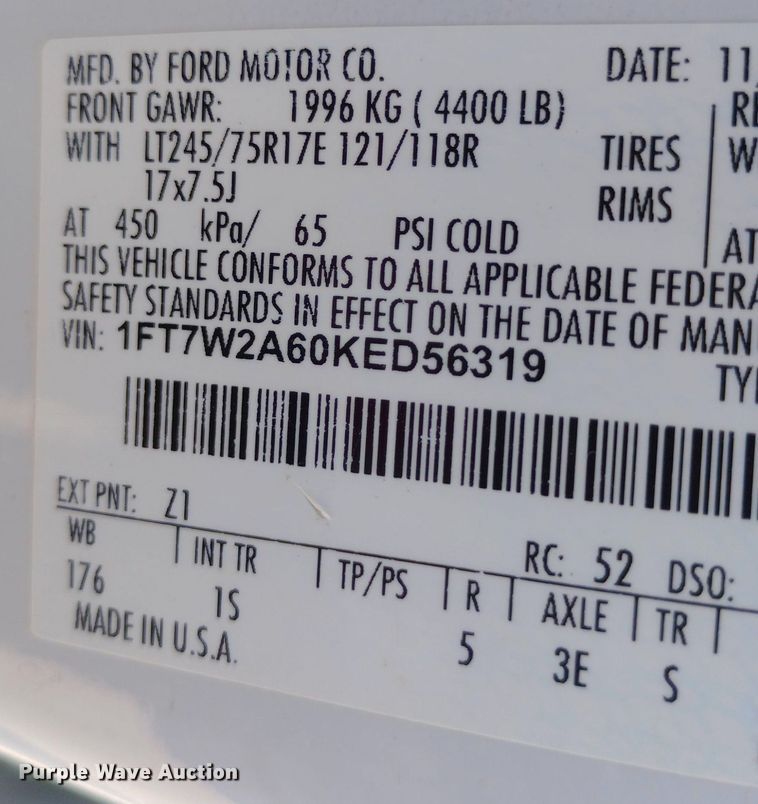 MFD. BY FORD MOTOR CO. DATE: 11
FRONT GAWR: 1996 KG ( 4400 LB)
WITH LT245/75R17E 121/118R TIRES
17x7.5J RIMS
AT 450 kPa/ 65 PSI COLD AT
THIS VEHICLE CONFORMS TO ALL APPLICABLE FEDERA
SAFETY STANDARDS IN EFFECT ON THE DATE OF MAN
VIN: 1FT7W2A60KED56319
EXT PNT: Z1 RC: 52 DSO:
WB INT TR TP/PS R AXLE TR
176 1S 5 3E S
MADE IN U.S.A.
Purple Wave Auction